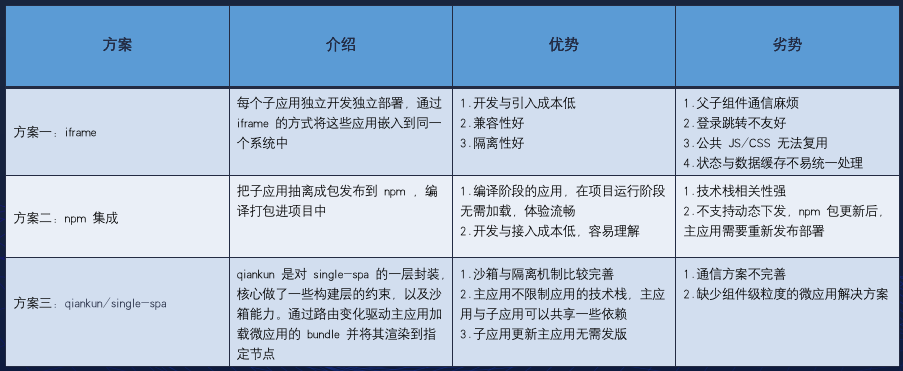 方案
介绍
优势
劣势
方案一：iframe
每个子应用独立开发独立部署，通过
iframe 的方式将这些应用嵌入到同一
个系统中
1.开发与引入成本低
2.兼容性好
3.隔离性好
1.父子组件通信麻烦
2.登录跳转不友好
3.公共 JS/CSS 无法复用
4.状态与数据缓存不易统一处理
方案二：npm 集成
把子应用抽离成包发布到 npm ，编
译打包进项目中
1.编译阶段的应用，在项目运行阶段
无需加载，体验流畅
2.开发与接入成本低，容易理解
1.技术栈相关性强
2.不支持动态下发，npm 包更新后，
主应用需要重新发布部署
方案三：qiankun/single-spa
qiankun 是对 single-spa 的一层封装，
核心做了一些构建层的约束，以及沙
箱能力。通过路由变化驱动主应用加
载微应用的 bundle 并将其渲染到指
定节点
1.沙箱与隔离机制比较完善
2.主应用不限制应用的技术栈，主应
用与子应用可以共享一些依赖
3.子应用更新主应用无需发版
1.通信方案不完善
2.缺少组件级粒度的微应用解决方案